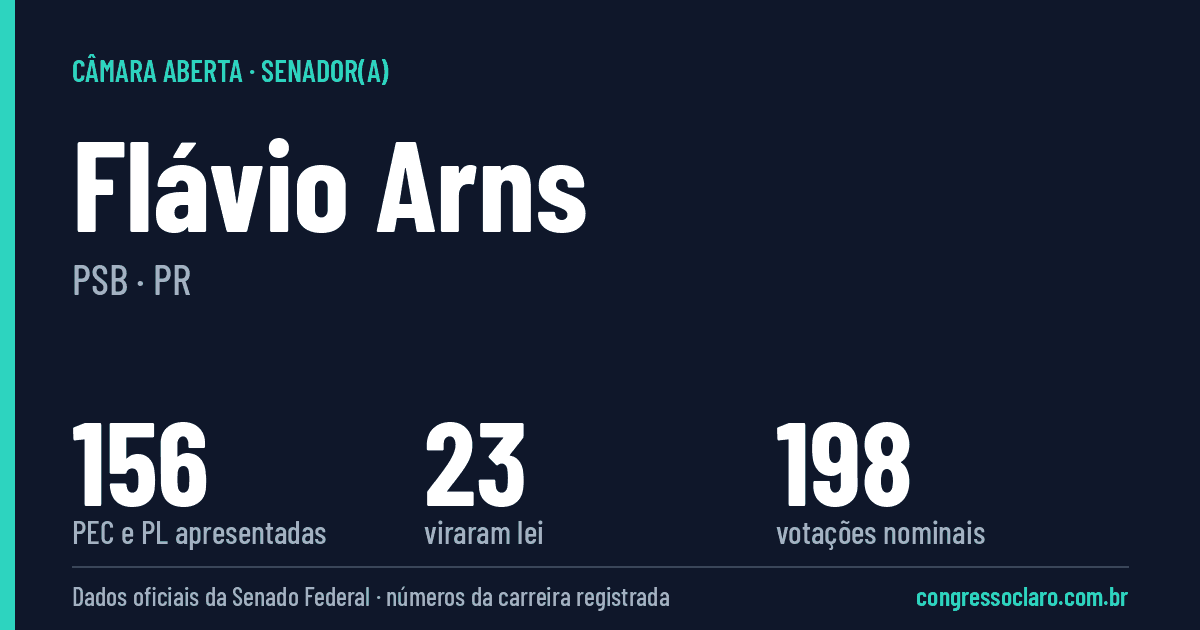 CÂMARA ABERTA · SENADOR(A)
Flávio Arns
PSB · PR
156 23 198
PEC e PL apresentadas viraram lei votações nominais
Dados oficiais da Senado Federal · números da carreira registrada congressoclaro.com.br